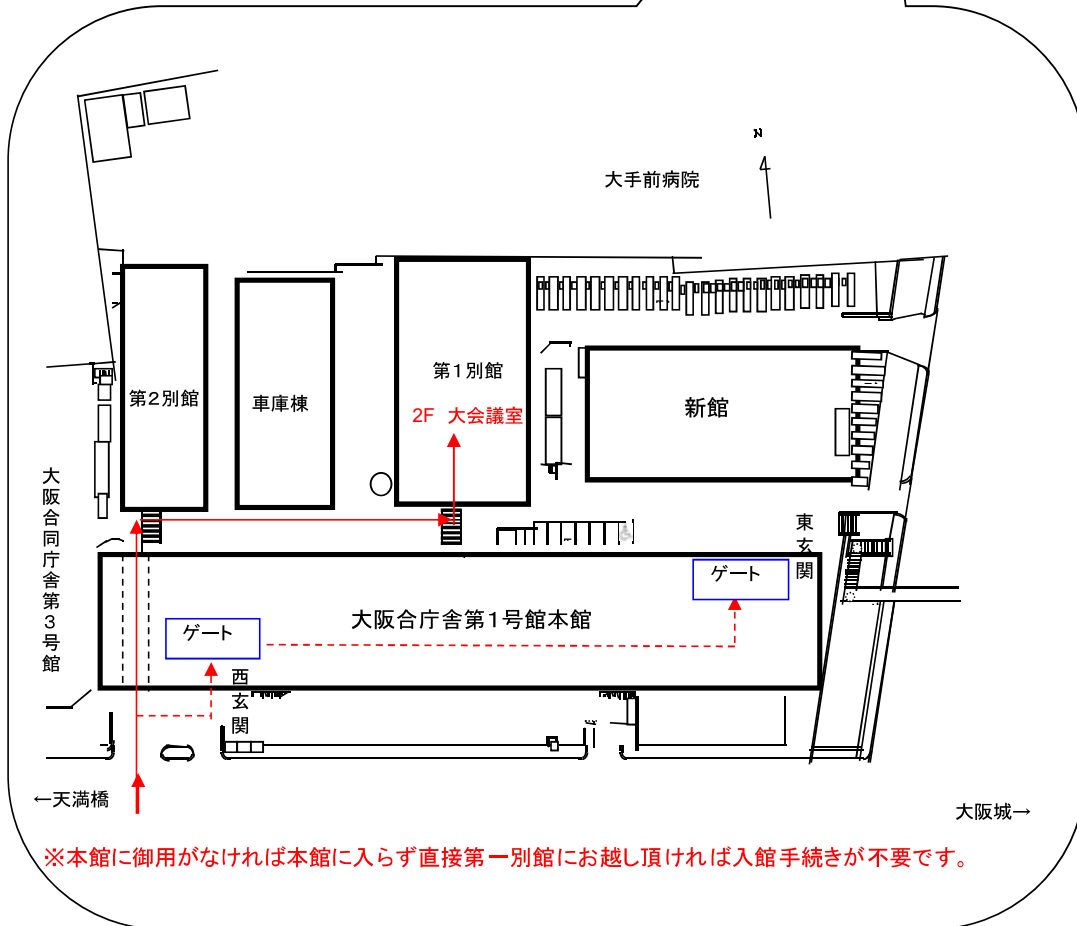 N
大手前病院
第1別館
第2別館
車庫棟
新館
2F 大会議室
大阪合同庁舎第3号館
東玄関
ゲート
大阪合庁舎第1号館本館
ゲート
西玄関
←天満橋
大阪城→
※本館に御用がなければ本館に入らず直接第一別館にお越し頂ければ入館手続きが不要です。